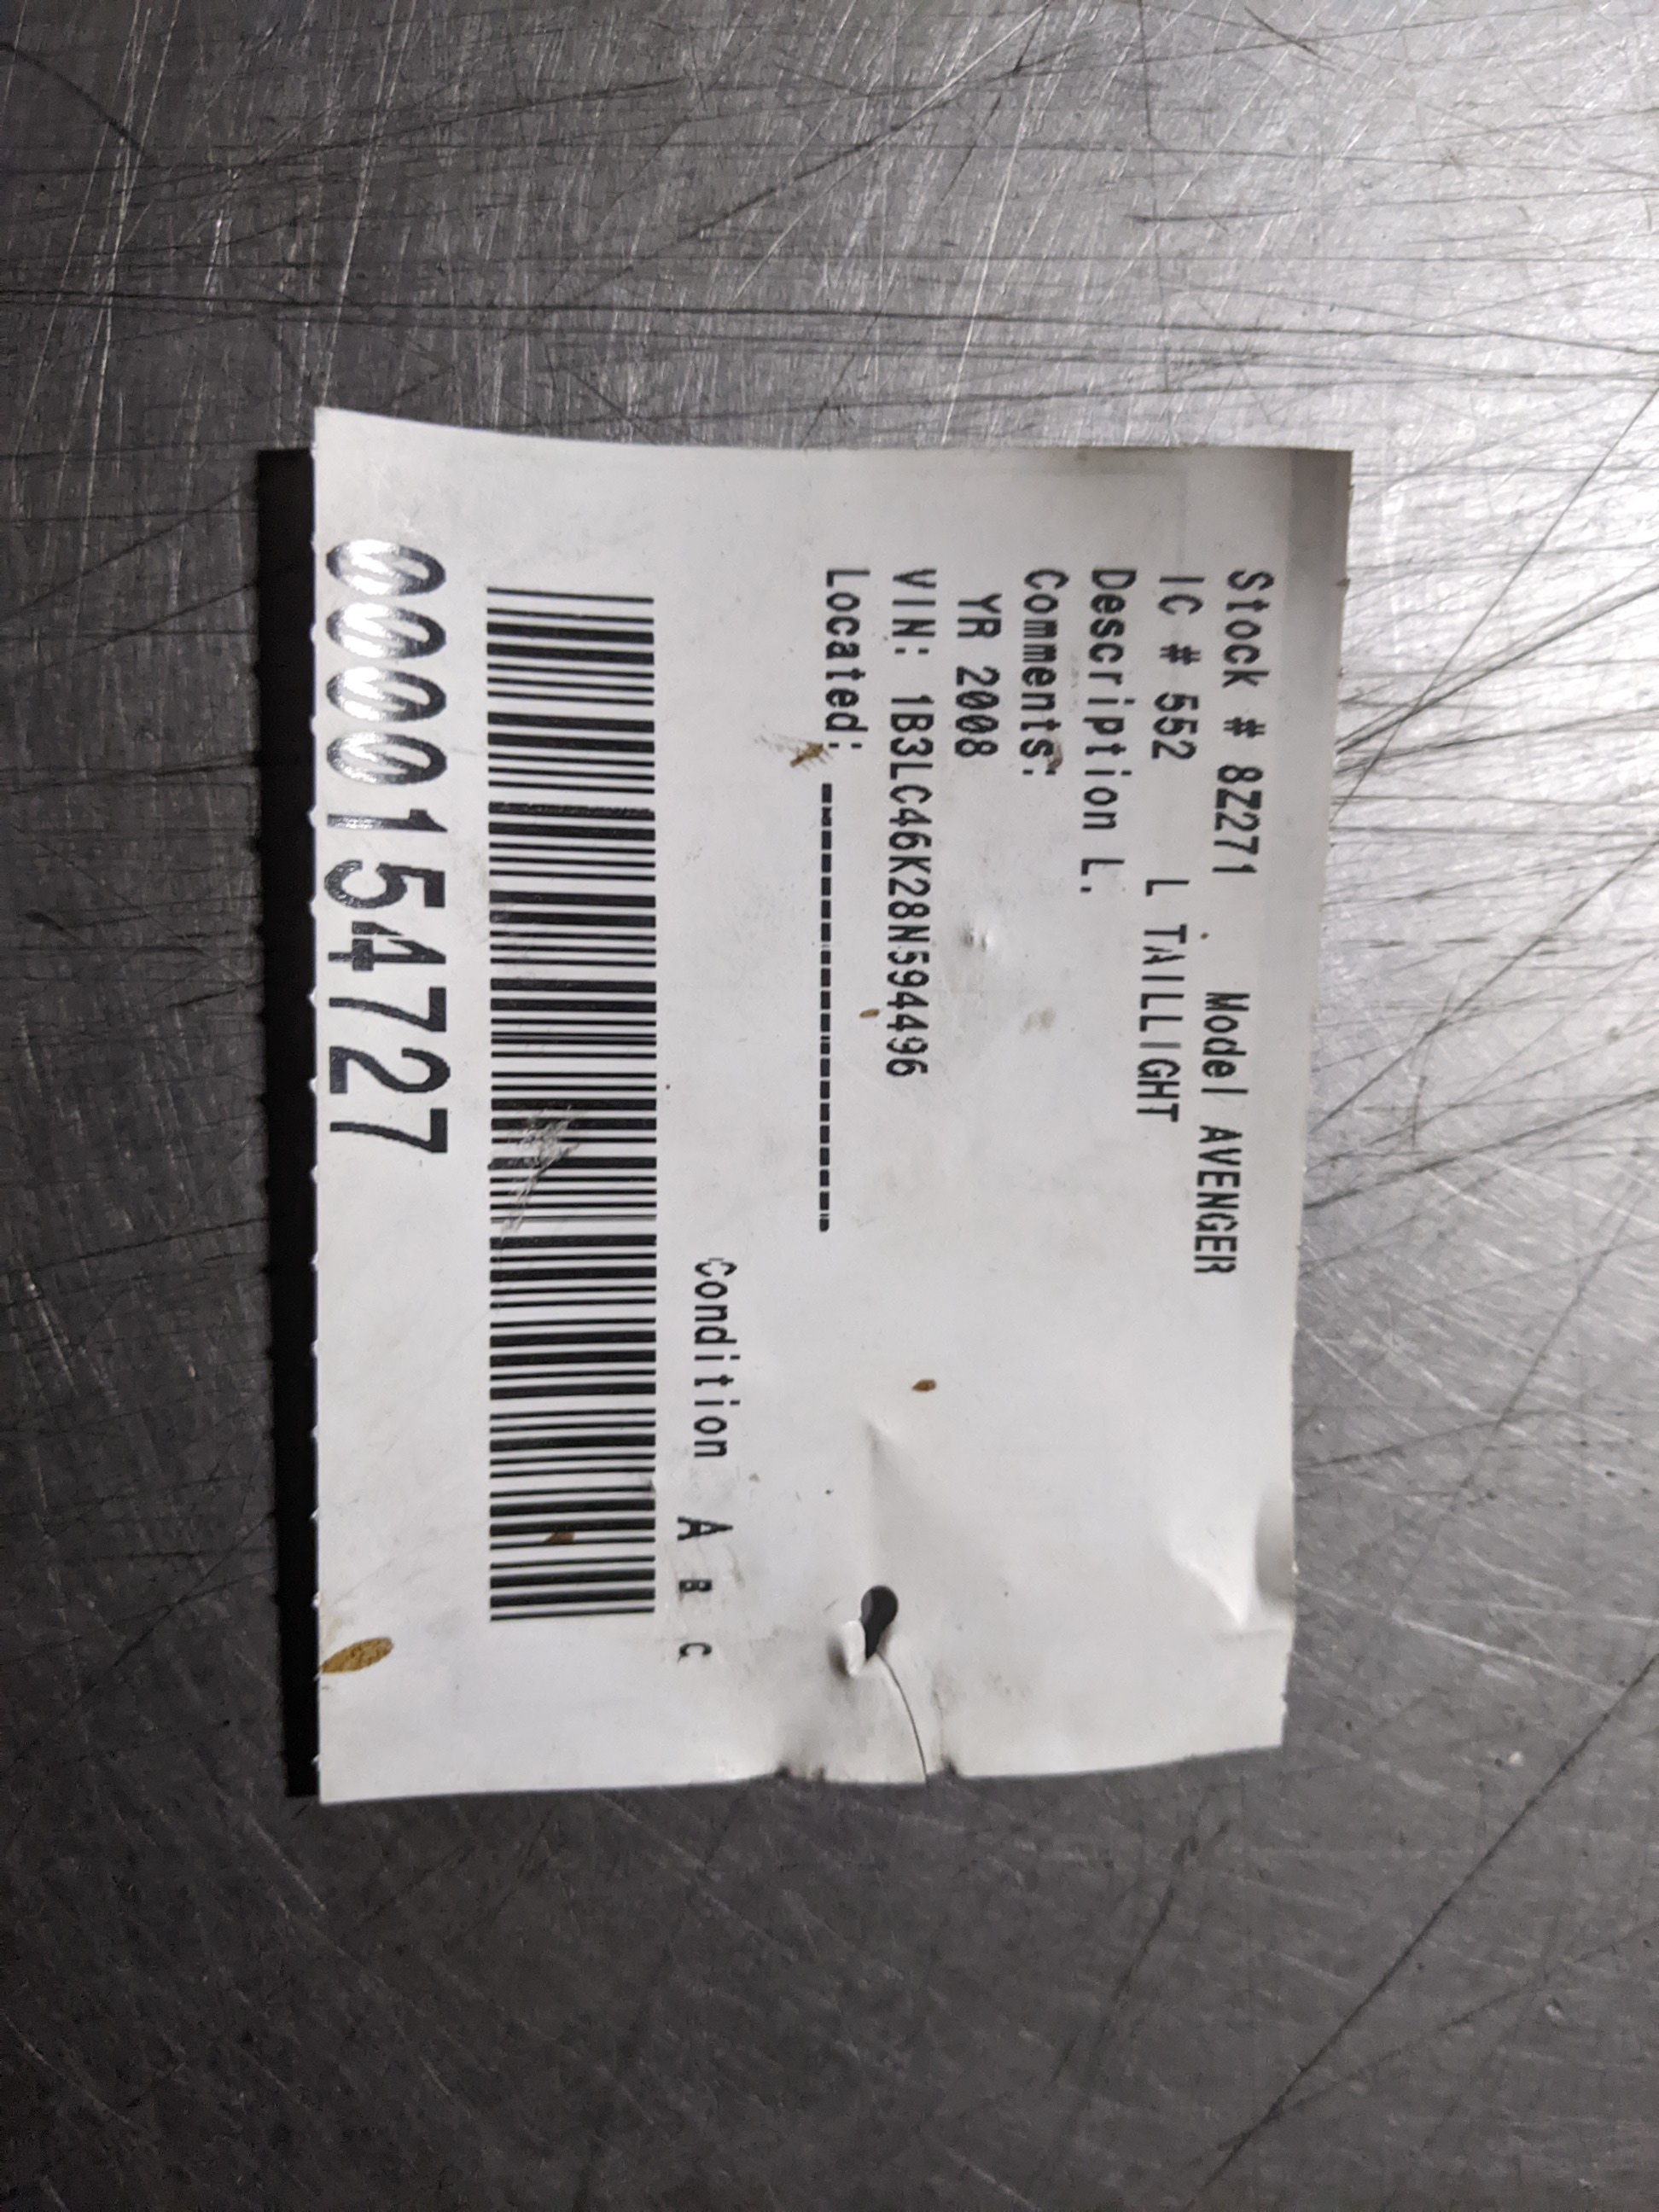 Stock # 8Z271 Model AVENGER
IC # 552 L TAILLIGHT
Description L.
Comments:
YR 2008
VIN: 1B3LC46K28N594496
Located: ----------------
Condition A B C
0000154727